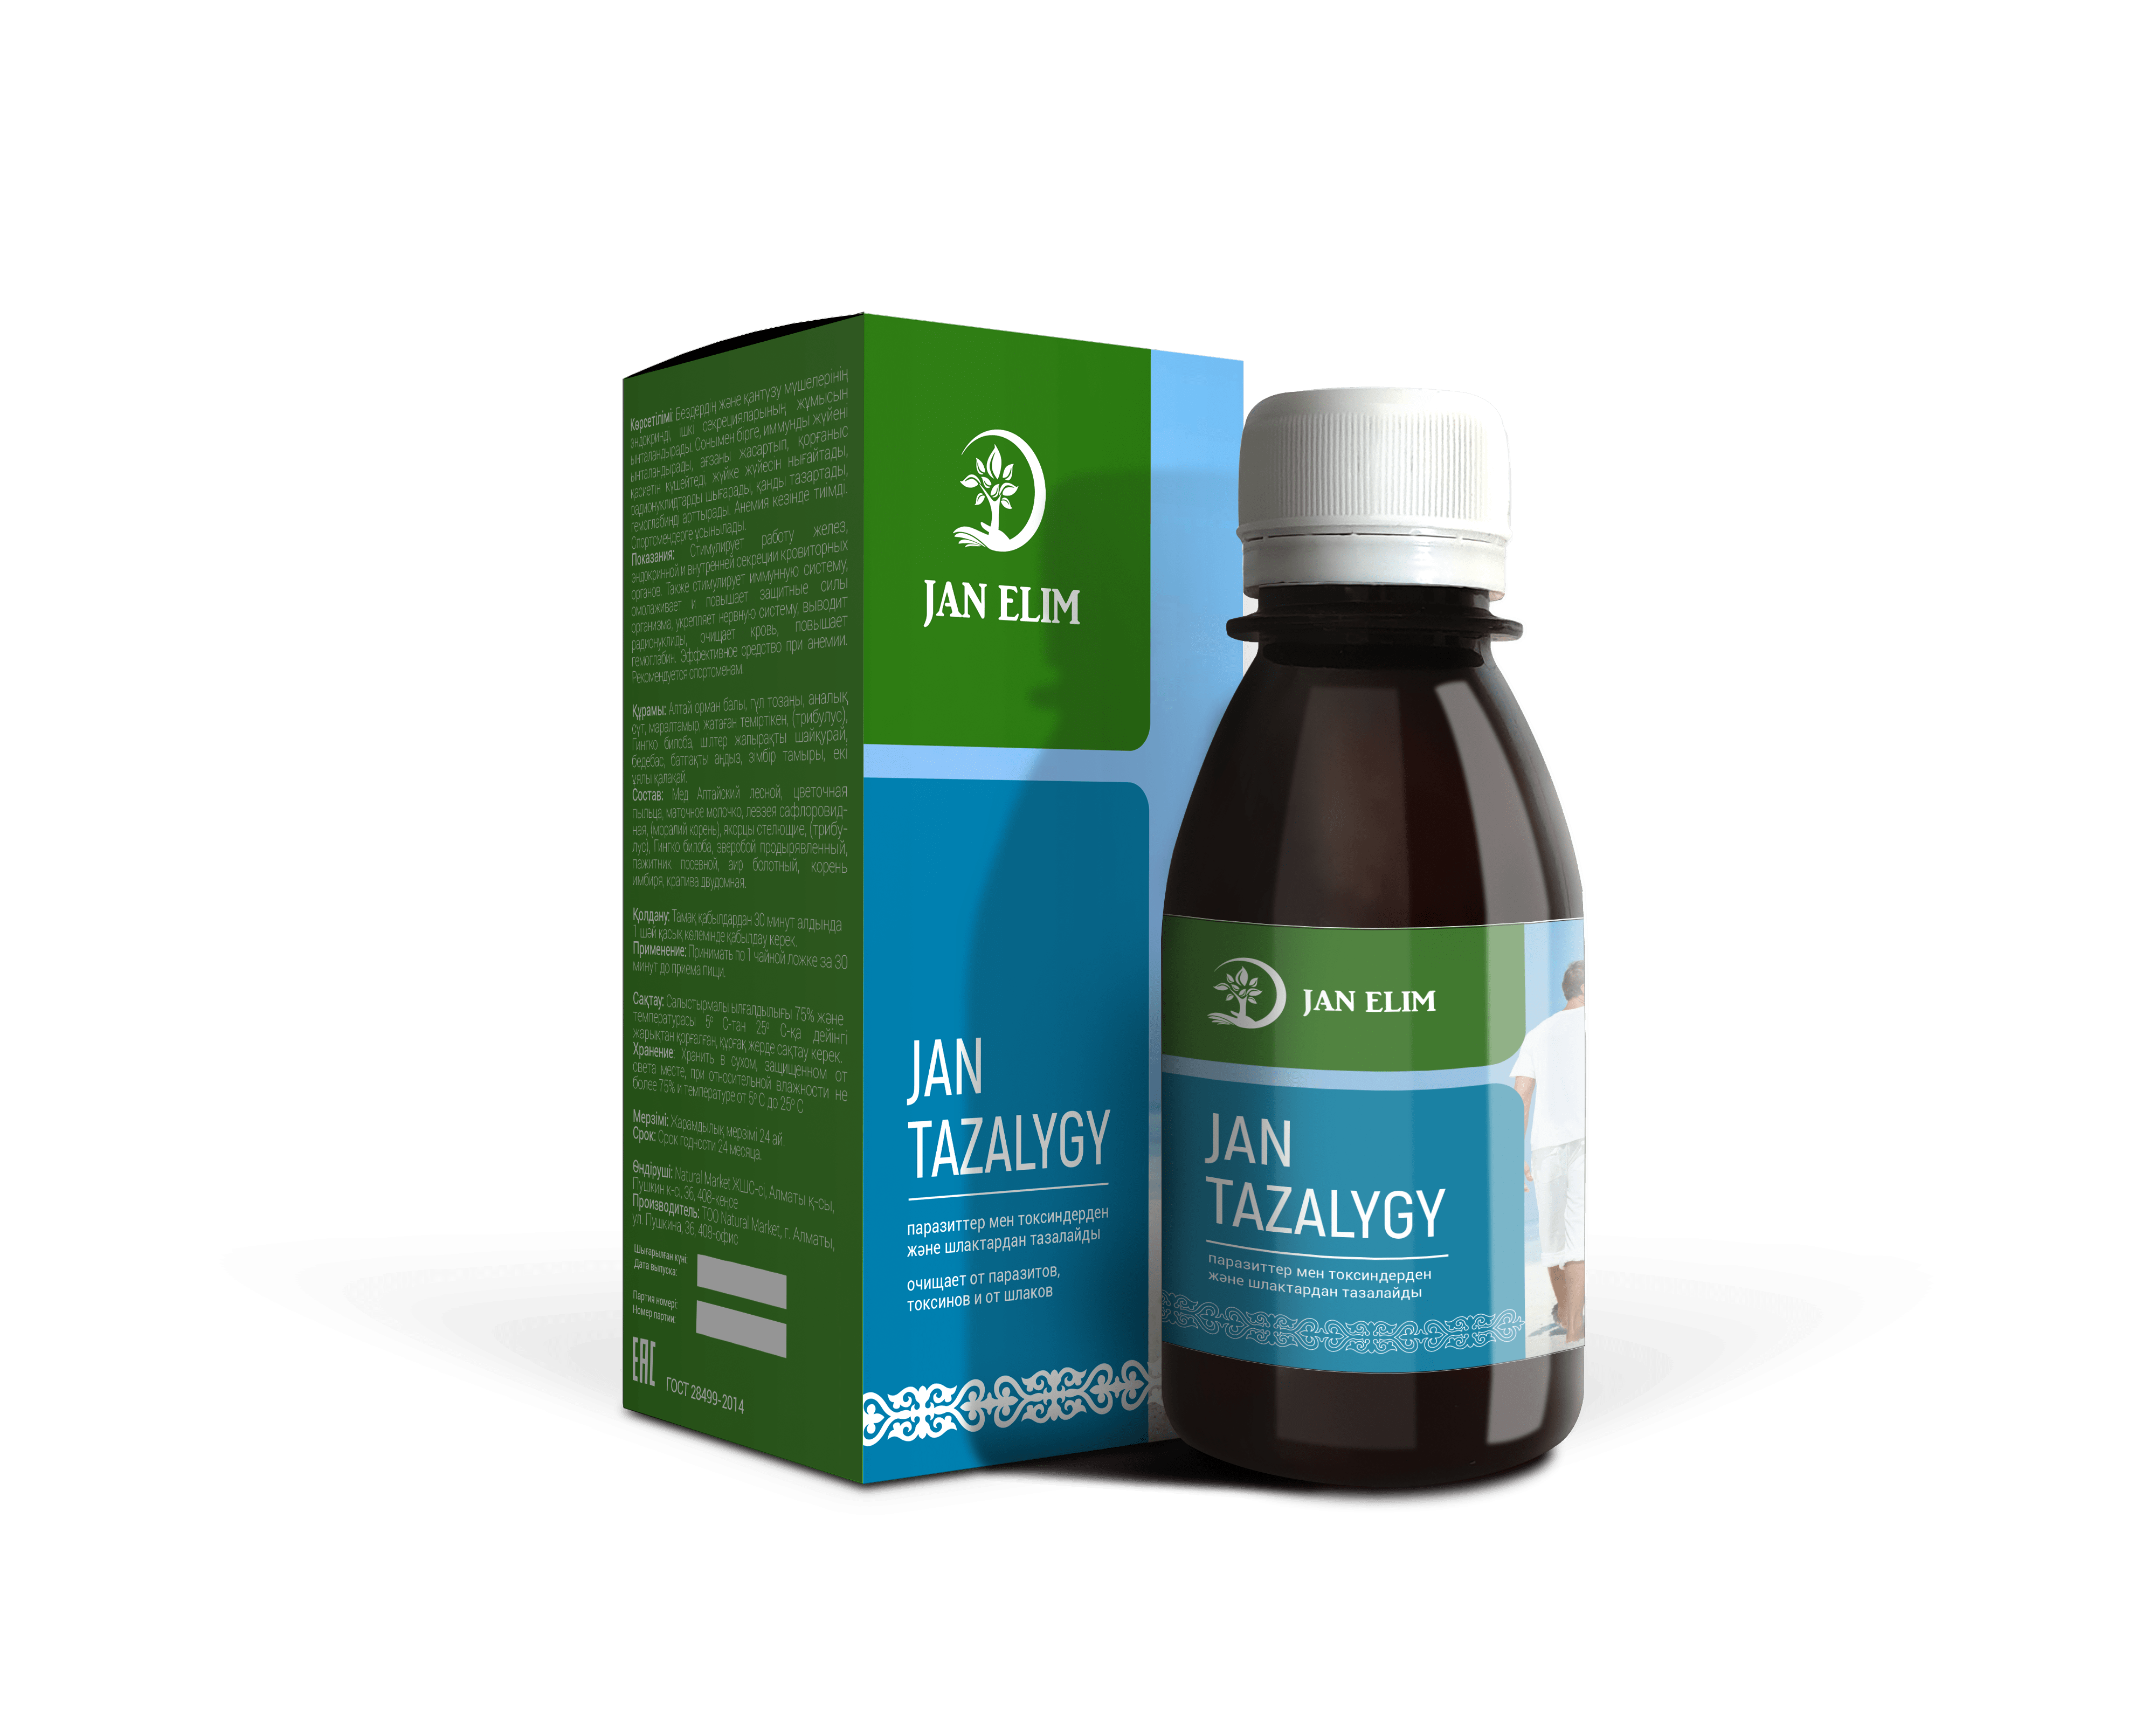 Көрсетілімі: Бездердің және қантүзу мүшелерінің
эндокринді, ішкі секрецияларының жұмысын
ынталандырады. Сонымен бірге, иммунды жүйені
ынталандырады, ағзаны жасартып, қорғаныс
қасиетін күшейтеді, жүйке жүйесін нығайтады,
радионуклидтарды шығарады, қанды тазартады,
гемоглабинді арттырады. Анемия кезінде тиімді.
Спортсмендерге ұсынылады.
Показания: Стимулирует работу желез,
эндокринной и внутренней секреции кровиторных
органов. Также стимулирует иммунную систему,
омолаживает и повышает защитные силы
организма, укрепляет нервную систему, выводит
радионуклиды, очищает кровь, повышает
гемоглабин. Эффективное средство при анемии.
Рекомендуется спортсменам.
Құрамы: Алтай орман балы, гүл тозаңы, аналық
сүт, маралтамыр, жатаған теміртікен, (трибулус),
Гингко билоба, шілтер жапырақты шайқурай,
бедебас, батпақты андыз, зімбір тамыры, екі
ұялы қалақай.
Состав: Мед Алтайский лесной, цветочная
пыльца, маточное молочко, левзея сафлоровид-
ная, (моралий корень), якорцы стелющие, (трибу-
лус), Гингко билоба, зверобой продырявленный,
пажитник посевной, аир болотный, корень
имбиря, крапива двудомная.
Қолдану: Тамақ қабылдардан 30 минут алдында
1 шай қасық көлемінде қабылдау керек.
Применение: Принимать по 1 чайной ложке за 30
минут до приема пищи.
Сақтау: Салыстырмалы ылғалдылығы 75% және
температурасы 5º С-тан 25º С-қа дейінгі
жарықтан қорғалған, құрғақ жерде сақтау керек.
Хранение: Хранить в сухом, защищенном от
света месте, при относительной влажности не
более 75% и температуре от 5º С до 25º С
Мерзімі: Жарамдылық мерзімі 24 ай.
Срок: Срок годности 24 месяца.
Өндіруші: Natural Market ЖШС-сі, Алматы қ-сы,
Пушкин к-сі, 36, 408-кеңсе
Производитель: ТОО Natural Market, г. Алматы,
ул. Пушкина, 36, 408-офис
Шығарылған күні:
Дата выпуска:
Партия номері:
Номер партии:
ЕАС
ГОСТ 28499-2014
JAN ELIM
JAN
TAZALYGY
паразиттер мен токсиндерден
және шлактардан тазалайды
очищает от паразитов,
токсинов и от шлаков
JAN ELIM
JAN
TAZALYGY
паразиттер мен токсиндерден
және шлактардан тазалайды